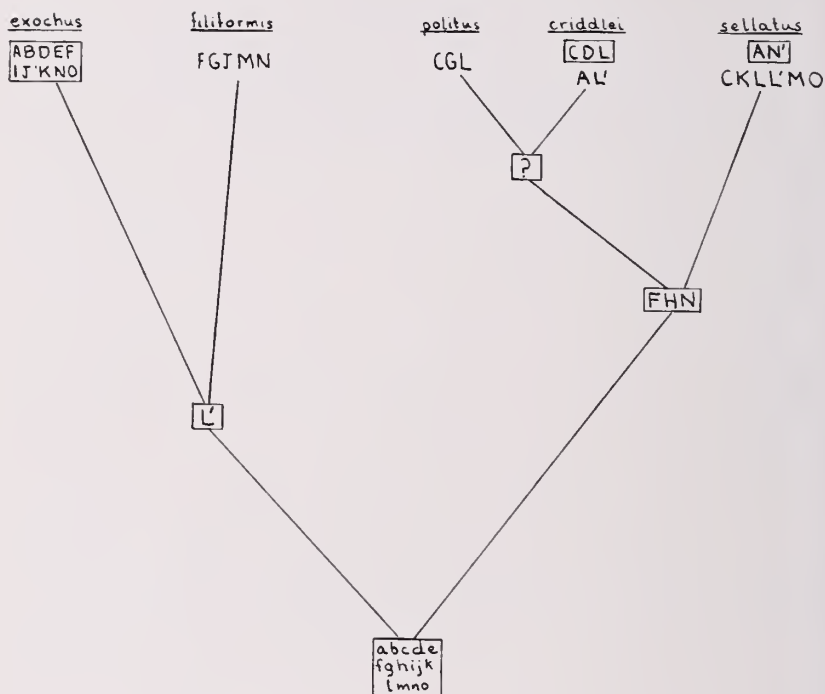 exochus
filiformis
politus
criddlei
sellatus
ABDEF
IJ'KNO
FGJMN
CGL
CDL
AL'
AN'
CKLL'MO
?
FHN
L'
abcde
fghijk
lmno